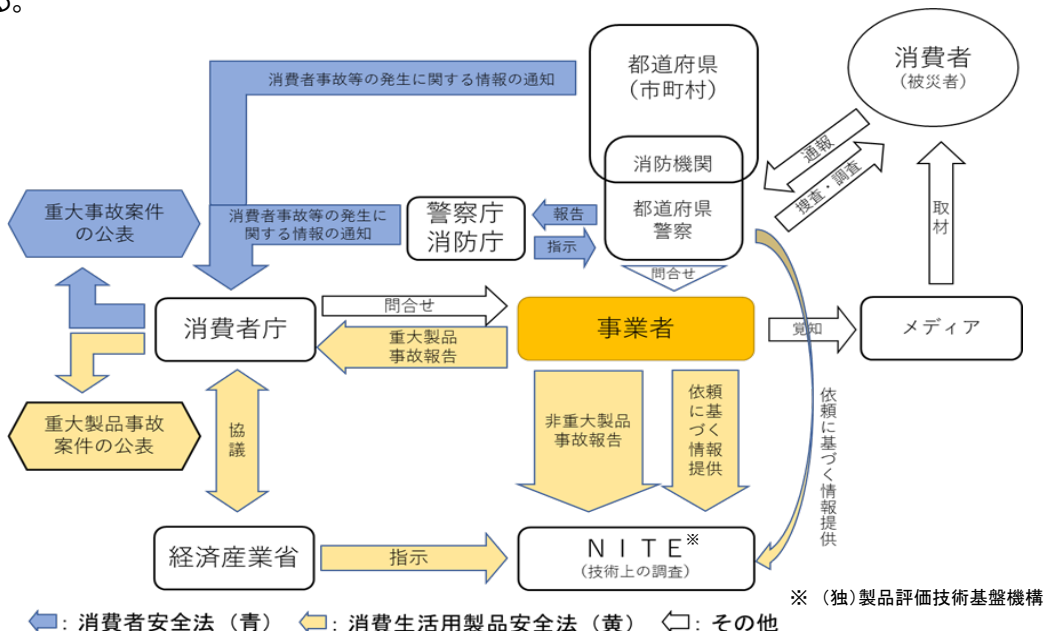 る。
消費者事故等の発生に関する情報の通知
都道府県
(市町村)
消費者
(被災者)
通報
捜査・調査
消防機関
都道府県
警察
重大事故案件
の公表
消費者事故等の発生に
関する情報の通知
警察庁
消防庁
報告
指示
取材
問合せ
消費者庁
問合せ
重大製品
事故報告
事業者
覚知
メディア
重大製品事故
案件の公表
協議
非重大製品
事故報告
依頼
に基
づく
情報
提供
依頼に基づく情報提供
経済産業省
指示
NITE※
(技術上の調査)
※ (独)製品評価技術基盤機構
: 消費者安全法(青) : 消費生活用製品安全法(黄) : その他